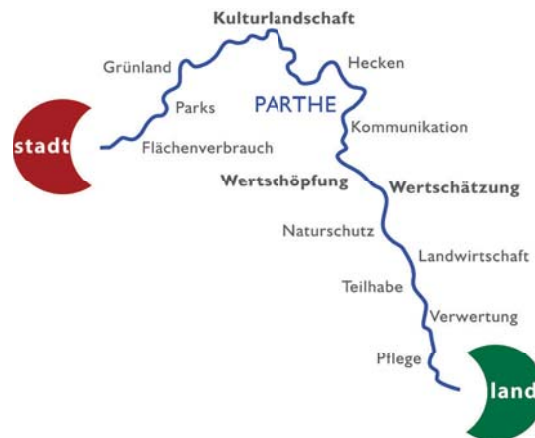 Kulturlandschaft
Grünland
Hecken
Parks
PARTHE
Kommunikation
stadt
Flächenverbrauch
Wertschöpfung
Wertschätzung
Naturschutz
Landwirtschaft
Teilhabe
Verwertung
Pflege
land